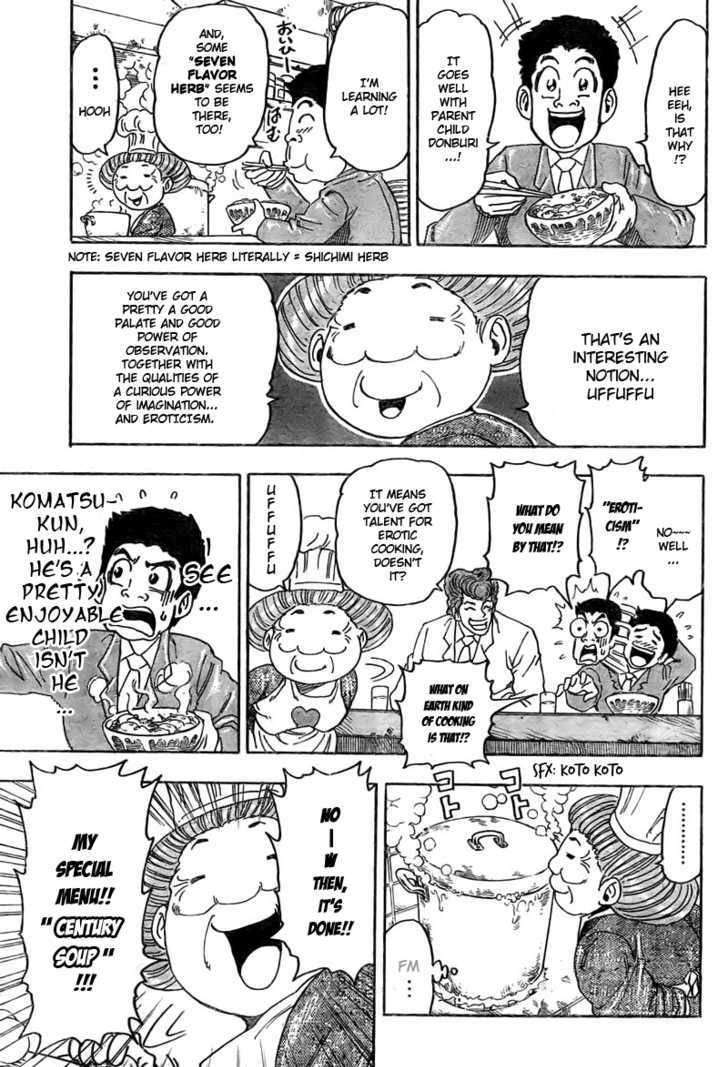 HEE
EEH,
IS
THAT
WHY
!?
IT
GOES
WELL
WITH
PARENT
CHILD
DONBURI
...!
I'M
LEARNING
A LOT!
おいひー
はむ
AND,
SOME
"SEVEN
FLAVOR
HERB" SEEMS
TO BE
THERE,
TOO!
...
HOOH
NOTE: SEVEN FLAVOR HERB LITERALLY = SHICHIMI HERB
THAT'S AN
INTERESTING
NOTION...
UFFUFFU
YOU'VE GOT A
PRETTY A GOOD
PALATE AND GOOD
POWER OF
OBSERVATION.
TOGETHER WITH
THE QUALITIES OF
A CURIOUS POWER
OF IMAGINATION...
AND EROTICISM.
NO~~~
WELL
...
"EROTI-
CISM"
!?
WHAT DO
YOU MEAN
BY THAT!?
IT MEANS
YOU'VE GOT
TALENT FOR
EROTIC
COOKING,
DOESN'T
IT?
WHAT ON
EARTH KIND
OF COOKING
IS THAT!?
UFFUFFU
I
SEE
...
KOMATSU-
KUN,
HUH...?
HE'S A
PRETTY
ENJOYABLE
CHILD
ISN'T
HE
...
SFX: KOTO KOTO
.........
コト
コト
FM
...
NO
I
W
THEN,
IT'S
DONE!!
MY
SPECIAL
MENU!!
"CENTURY
SOUP"
!!!